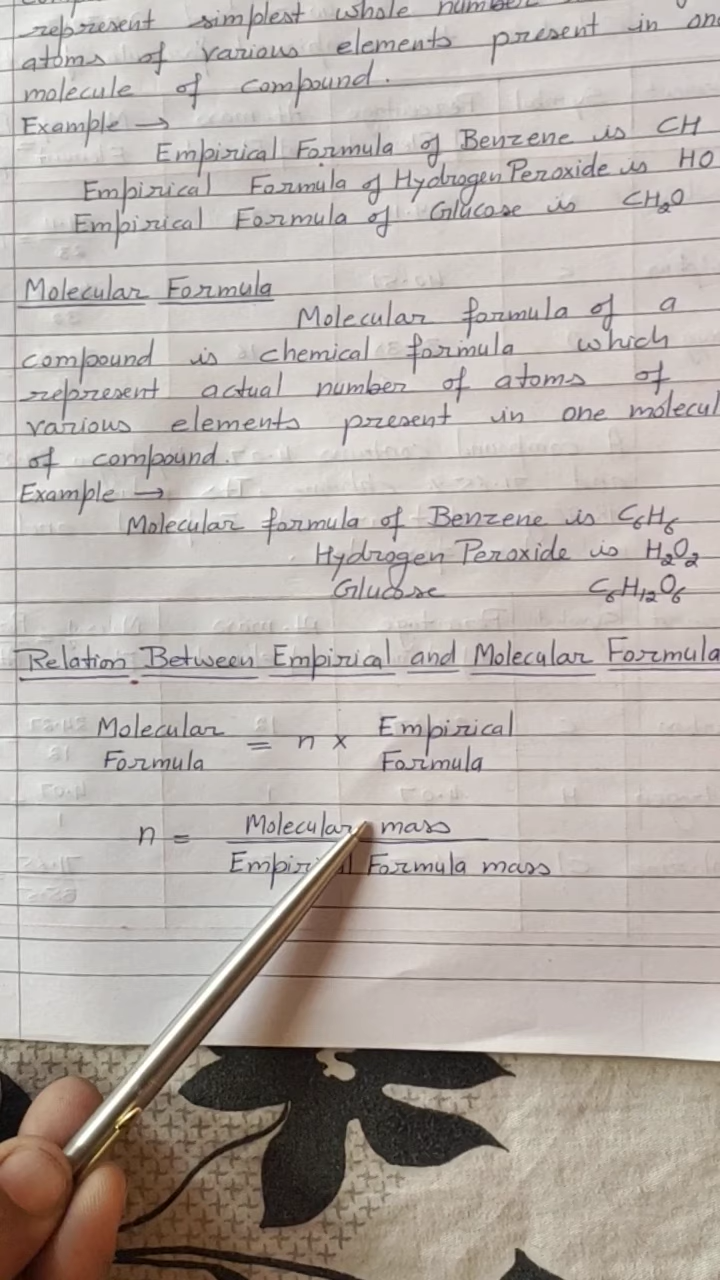 represent simplest whole number
atoms of various elements present in one
molecule of compound.
Example →
Empirical Formula of Benzene is CH
Empirical Formula of Hydrogen Peroxide is HO
Empirical Formula of Glucose is CH₂O
Molecular Formula
Molecular formula of a
compound is chemical formula which
represent actual number of atoms of
various elements present in one molecul
of compound.
Example →
Molecular formula of Benzene is C₆H₆
Hydrogen Peroxide is H₂O₂
Glucose C₆H₁₂O₆
Relation Between Empirical and Molecular Formula
Molecular Formula = n × Empirical Formula
n = Molecular mass
Empirical Formula mass